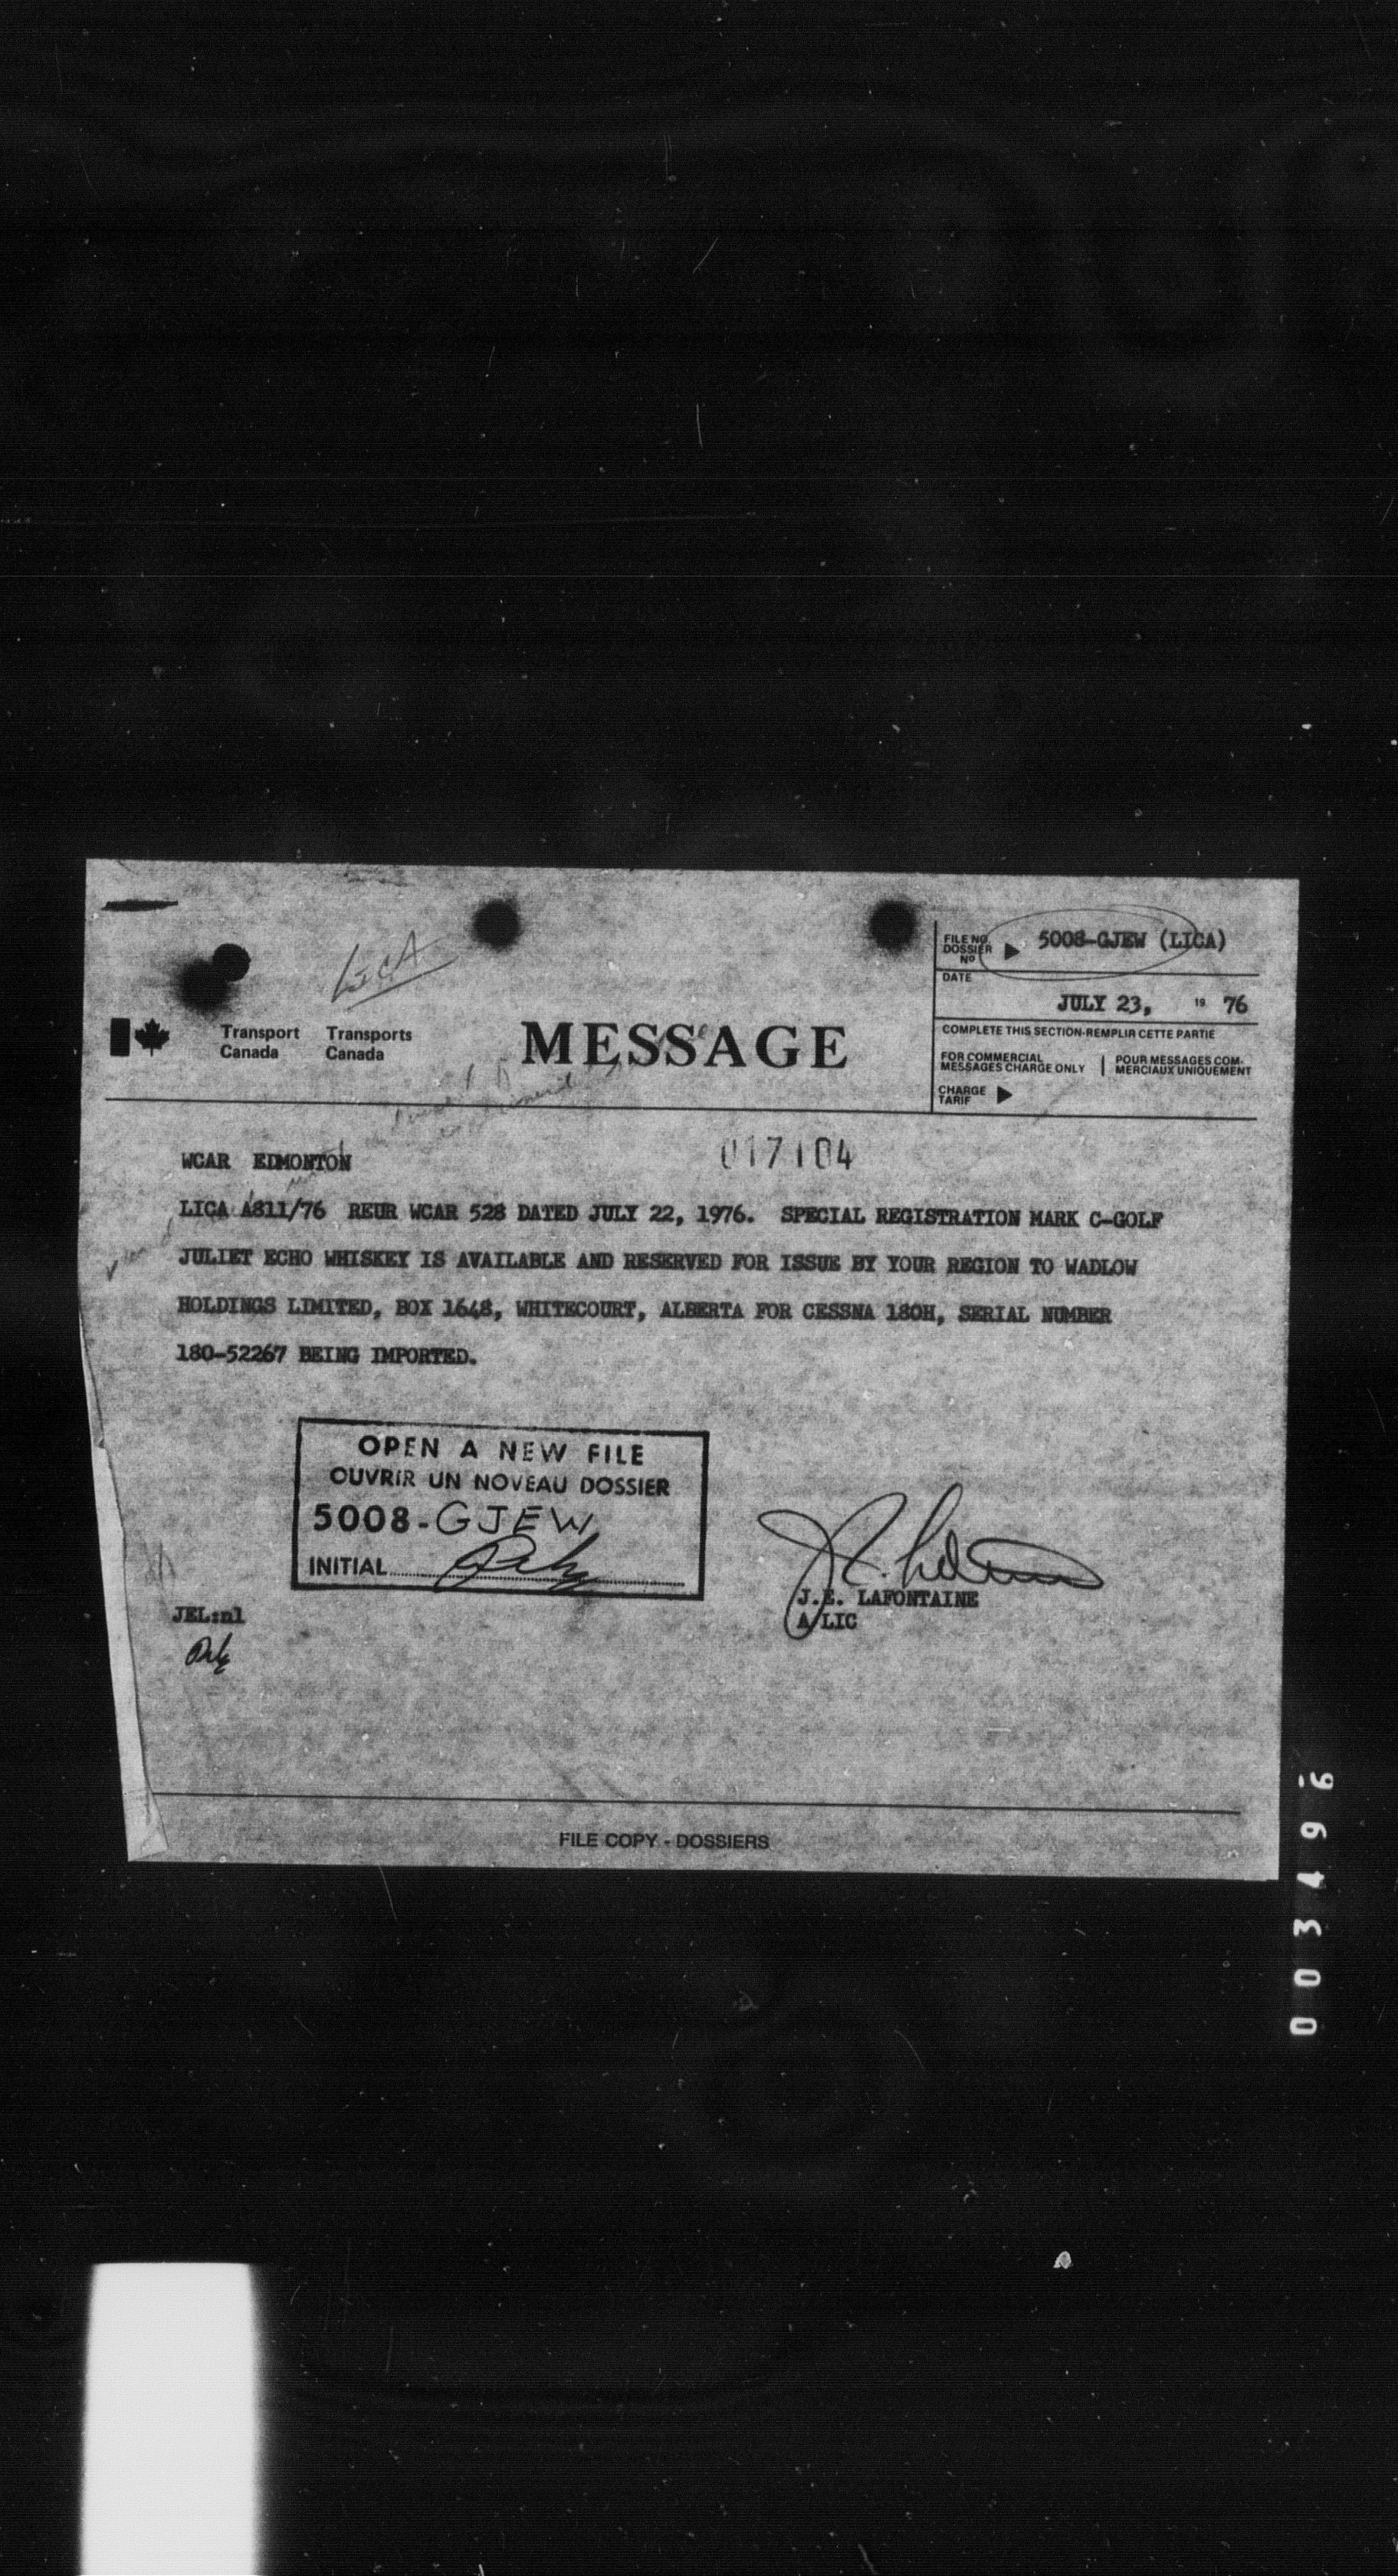 LICA
FILE NO.
DOSSIER
Nº
5008-GJEW (LICA)
DATE
JULY 23, 19 76
Transport Canada
Transports Canada
MESSAGE
COMPLETE THIS SECTION-REMPLIR CETTE PARTIE
FOR COMMERCIAL MESSAGES CHARGE ONLY
POUR MESSAGES COM-
MERCIAUX UNIQUEMENT
CHARGE
TARIF
WCAR EDMONTON
017104
LICA A811/76 REUR WCAR 528 DATED JULY 22, 1976. SPECIAL REGISTRATION MARK C-GOLF
JULIET ECHO WHISKEY IS AVAILABLE AND RESERVED FOR ISSUE BY YOUR REGION TO WADLOW
HOLDINGS LIMITED, BOX 1648, WHITECOURT, ALBERTA FOR CESSNA 180H, SERIAL NUMBER
180-52267 BEING IMPORTED.
OPEN A NEW FILE
OUVRIR UN NOVEAU DOSSIER
5008-GJEW
INITIAL
J.E. LAFONTAINE
A/LIC
JEL:nl
FILE COPY - DOSSIERS
003496